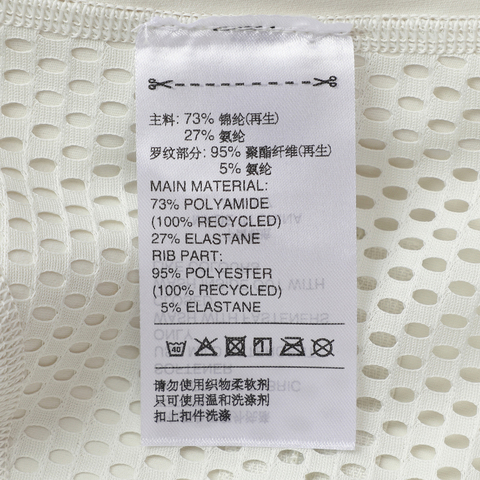 主料: 73% 锦纶(再生)
27% 氨纶
罗纹部分: 95% 聚酯纤维(再生)
5% 氨纶
MAIN MATERIAL:
73% POLYAMIDE
(100% RECYCLED)
27% ELASTANE
RIB PART:
95% POLYESTER
(100% RECYCLED)
5% ELASTANE
40
请勿使用织物柔软剂
只可使用温和洗涤剂
扣上扣件洗涤